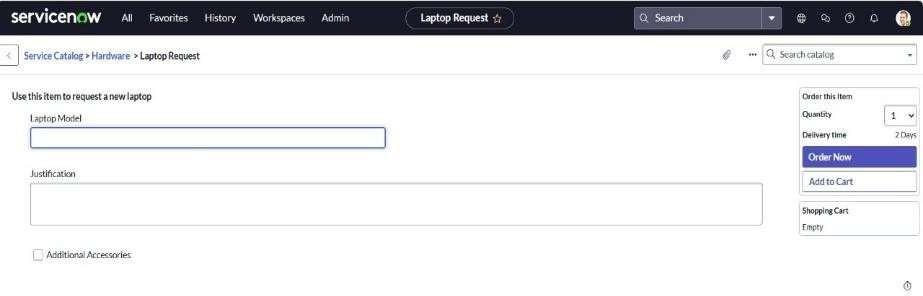 servicenow All Favorites History Workspaces Admin Laptop Request ☆ Search
Service Catalog > Hardware > Laptop Request ... Search catalog
Use this item to request a new laptop
Laptop Model
Justification
Additional Accessories
Order this Item
Quantity 1
Delivery time 2 Days
Order Now
Add to Cart
Shopping Cart
Empty